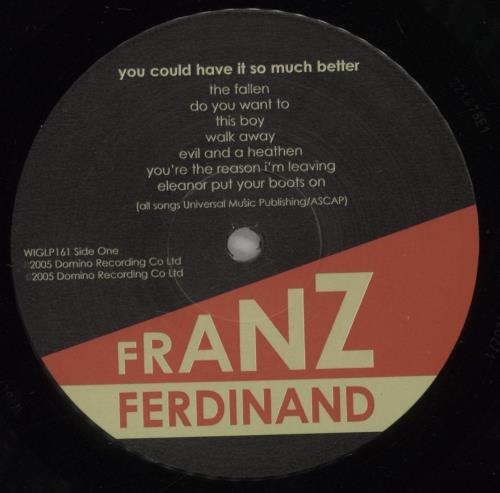 you could have it so much better
the fallen
do you want to
this boy
walk away
evil and a heathen
you're the reason i'm leaving
eleanor put your boots on
(all songs Universal Music Publishing/ASCAP)
WIGLP161 Side One
℗2005 Domino Recording Co Ltd
©2005 Domino Recording Co Ltd
FRANZ
FERDINAND